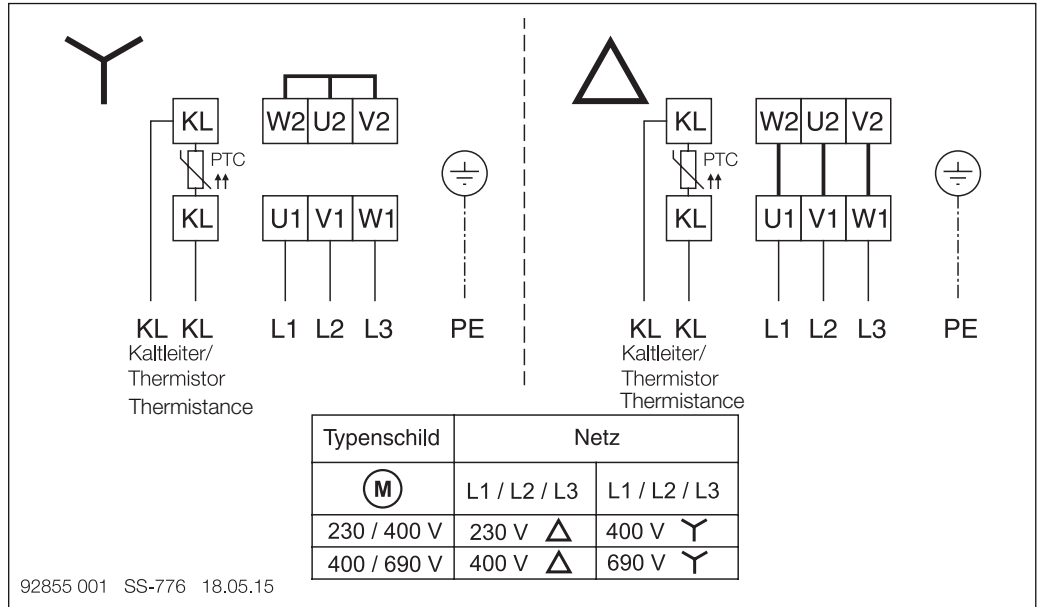 KL
W2 U2 V2
PTC
KL
U1 V1 W1
KL KL L1 L2 L3 PE
Kaltleiter/
Thermistor
Thermistance
KL
W2 U2 V2
PTC
KL
U1 V1 W1
KL KL L1 L2 L3 PE
Kaltleiter/
Thermistor
Thermistance
Typenschild Netz
M L1 / L2 / L3 L1 / L2 / L3
230 / 400 V 230 V 400 V
400 / 690 V 400 V 690 V
92855 001 SS-776 18.05.15